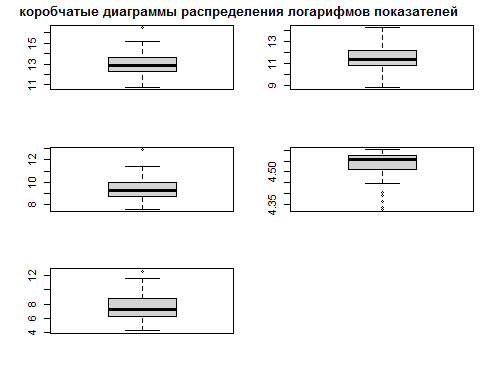 коробчатые диаграммы распределения логарифмов показателей
11 13 15
9 11 13
8 10 12
4.35 4.50
4 6 8 12